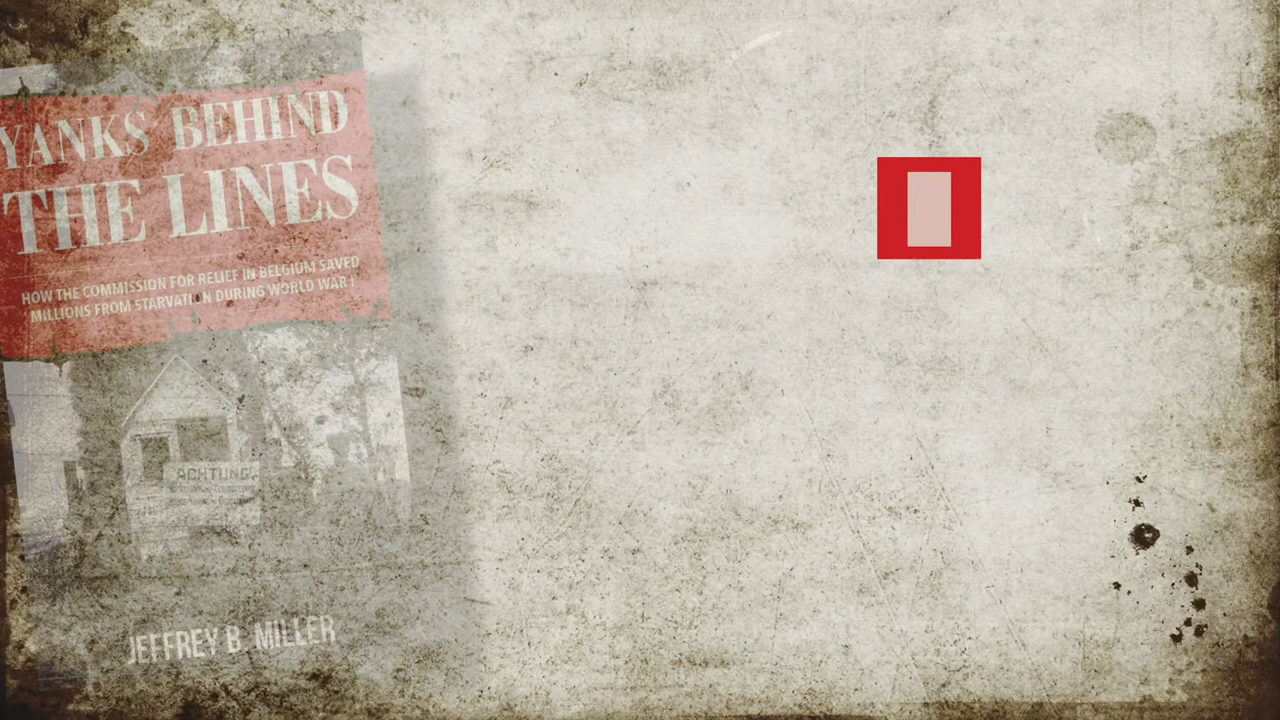 YANKS BEHIND
THE LINES
HOW THE COMMISSION FOR RELIEF IN BELGIUM SAVED
MILLIONS FROM STARVATION DURING WORLD WAR I
ACHTUNG
JEFFREY B. MILLER